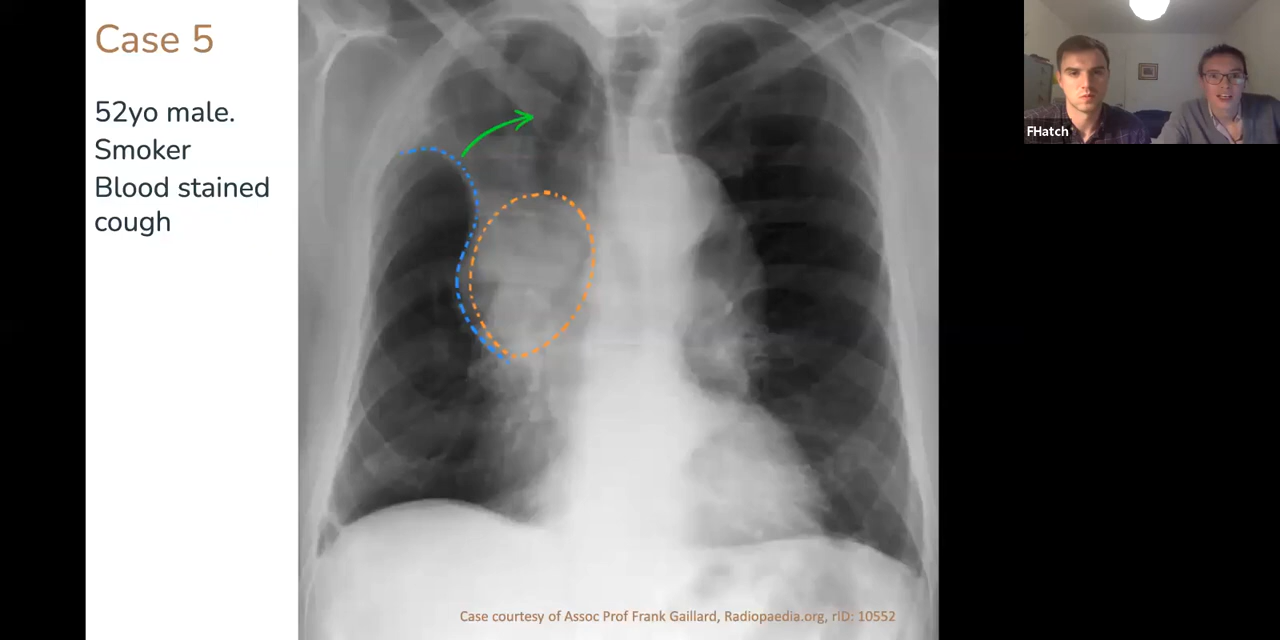 Case 5
52yo male.
Smoker
Blood stained
cough
FHatch
Case courtesy of Assoc Prof Frank Gaillard, Radiopaedia.org, rID: 10552